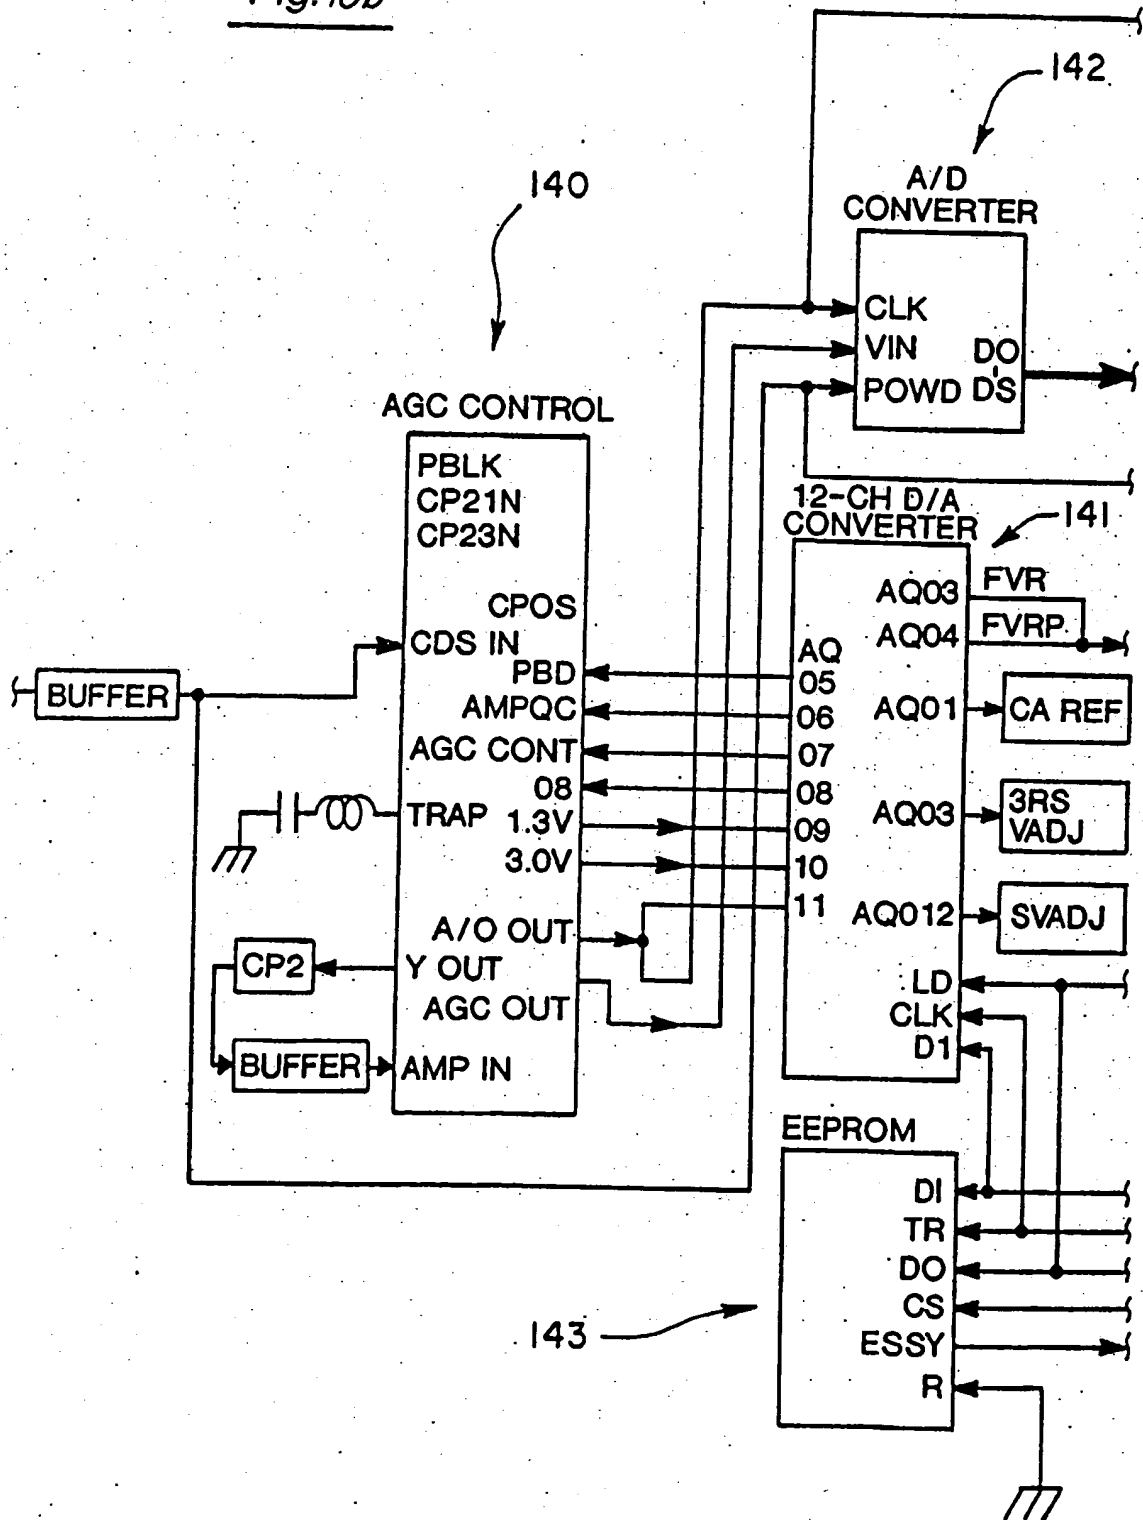 Fig. 10b
142
A/D
CONVERTER
CLK
VIN
POWD
DO
DS
140
AGC CONTROL
PBLK
CP21N
CP23N
CPOS
CDS IN
PBD
AMPQC
AGC CONT
08
TRAP
1.3V
3.0V
A/O OUT
Y OUT
AGC OUT
AMP IN
BUFFER
CP2
BUFFER
12-CH D/A
CONVERTER
141
AQ
05
06
07
08
09
10
11
AQ03
FVR
AQ04
FVRP
AQ01
CA REF
AQ03
3RS
VADJ
AQ012
SVADJ
LD
CLK
D1
EEPROM
DI
TR
DO
CS
ESSY
R
143